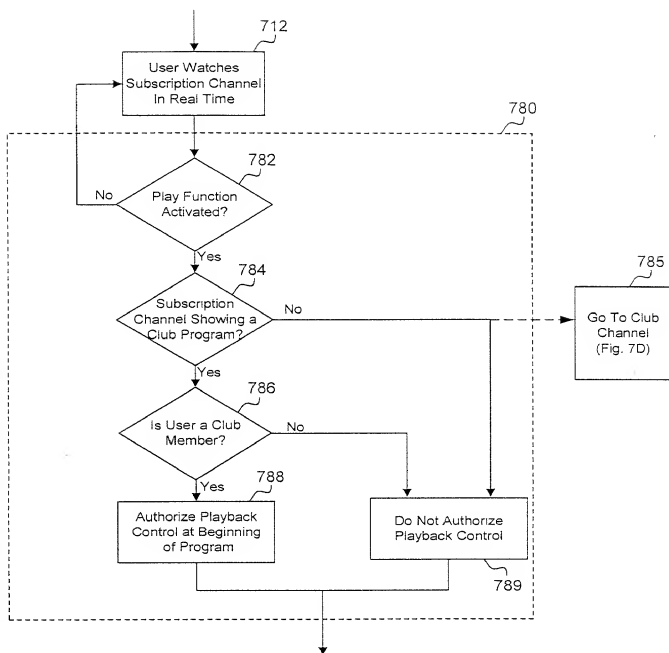 712
User Watches
Subscription Channel
In Real Time
780
782
No
Play Function
Activated?
Yes
784
785
Subscription
Channel Showing a
Club Program?
No
Go To Club
Channel
(Fig. 7D)
Yes
786
Is User a Club
Member?
No
Yes
788
Authorize Playback
Control at Beginning
of Program
Do Not Authorize
Playback Control
789